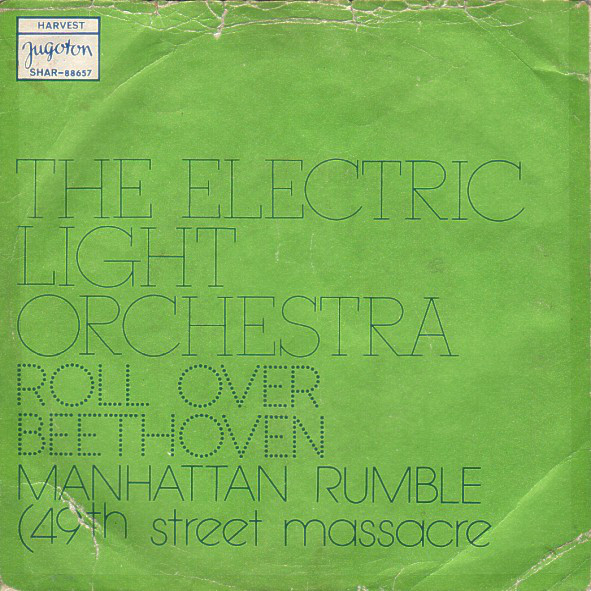 HARVEST
Jugoton
SHAR-88657
THE ELECTRIC
LIGHT
ORCHESTRA
ROLL OVER
BEETHOVEN
MANHATTAN RUMBLE
(49th street massacre